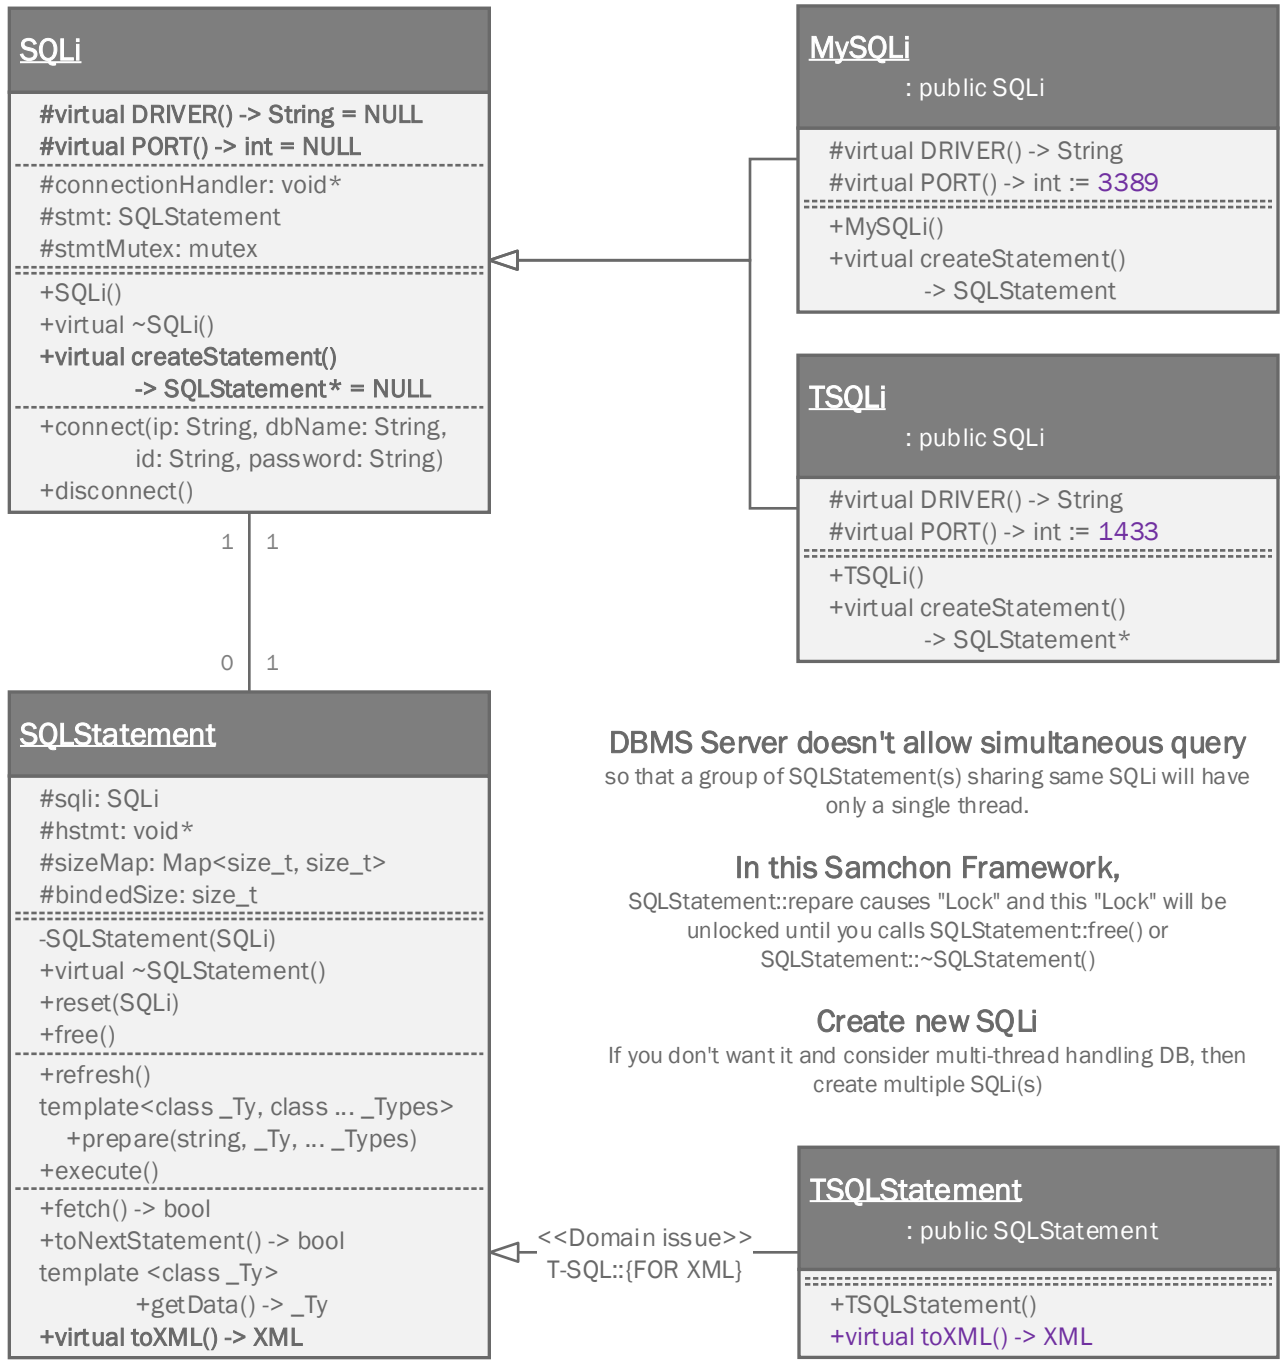 SQLi
#virtual DRIVER() -> String = NULL
#virtual PORT() -> int = NULL
#connectionHandler: void*
#stmt: SQLStatement
#stmtMutex: mutex
+SQLi()
+virtual ~SQLi()
+virtual createStatement()
-> SQLStatement* = NULL
+connect(ip: String, dbName: String,
id: String, password: String)
+disconnect()
1 1
0 1
MySQLi
: public SQLi
#virtual DRIVER() -> String
#virtual PORT() -> int := 3389
+MySQLi()
+virtual createStatement()
-> SQLStatement
TSQLi
: public SQLi
#virtual DRIVER() -> String
#virtual PORT() -> int := 1433
+TSQLi()
+virtual createStatement()
-> SQLStatement*
SQLStatement
#sqli: SQLi
#hstmt: void*
#sizeMap: Map<size_t, size_t>
#bindedSize: size_t
-SQLStatement(SQLi)
+virtual ~SQLStatement()
+reset(SQLi)
+free()
+refresh()
template<class _Ty, class ... _Types>
+prepare(string, _Ty, ... _Types)
+execute()
+fetch() -> bool
+toNextStatement() -> bool
template <class _Ty>
+getData() -> _Ty
+virtual toXML() -> XML
DBMS Server doesn't allow simultaneous query
so that a group of SQLStatement(s) sharing same SQLi will have
only a single thread.
In this Samchon Framework,
SQLStatement::repare causes "Lock" and this "Lock" will be
unlocked until you calls SQLStatement::free() or
SQLStatement::~SQLStatement()
Create new SQLi
If you don't want it and consider multi-thread handling DB, then
create multiple SQLi(s)
<<Domain issue>>
T-SQL::{FOR XML}
TSQLStatement
: public SQLStatement
+TSQLStatement()
+virtual toXML() -> XML